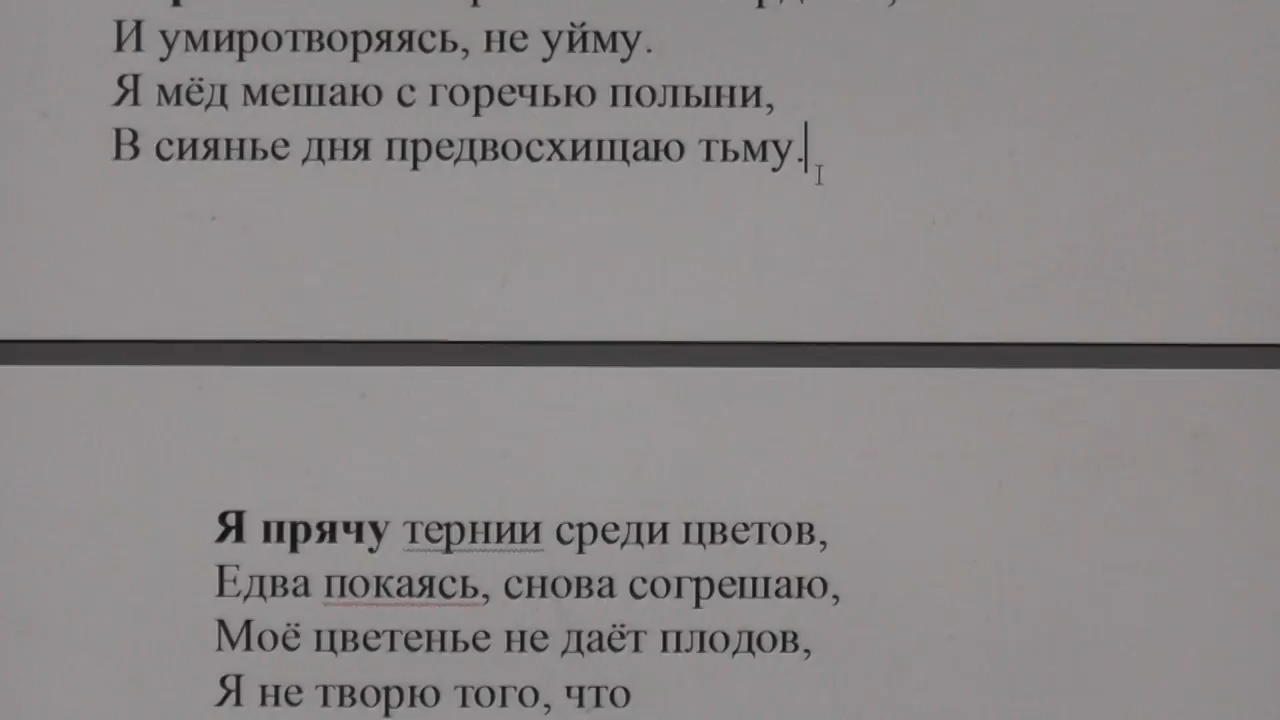 И умиротворяясь, не уйму.
Я мёд мешаю с горечью полыни,
В сиянье дня предвосхищаю тьму.
Я прячу тернии среди цветов,
Едва покаясь, снова согрешаю,
Моё цветенье не даёт плодов,
Я не творю того, что